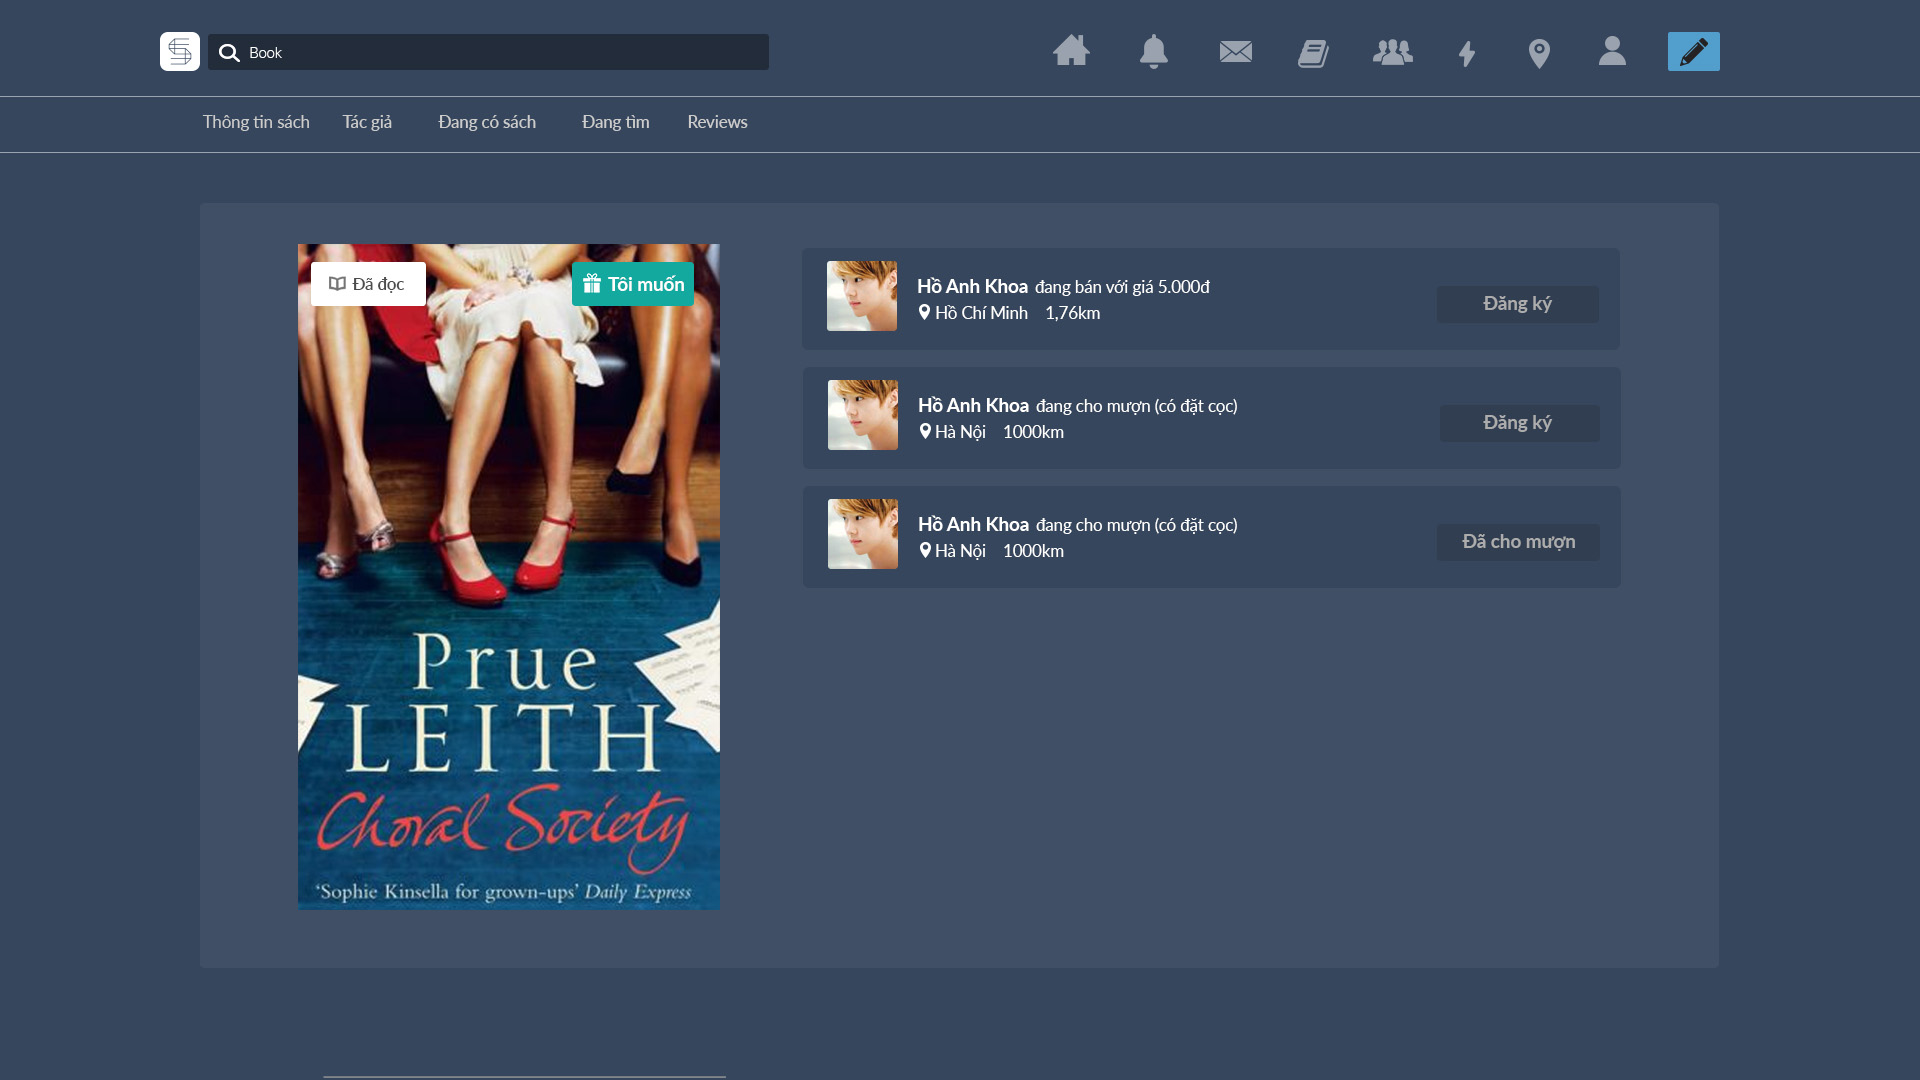 Book
Thông tin sách Tác giả Đang có sách Đang tìm Reviews
Đã đọc
Tôi muốn
Prue
LEITH
Choral Society
‘Sophie Kinsella for grown-ups’ Daily Express
Hồ Anh Khoa đang bán với giá 5.000đ
Hồ Chí Minh 1,76km
Đăng ký
Hồ Anh Khoa đang cho mượn (có đặt cọc)
Hà Nội 1000km
Đăng ký
Hồ Anh Khoa đang cho mượn (có đặt cọc)
Hà Nội 1000km
Đã cho mượn